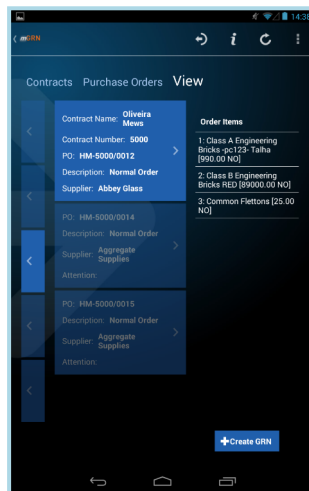 14:38
mGRN
Contracts Purchase Orders View
Contract Name: Oliveira
Mews
Contract Number: 5000
PO: HM-5000/0012
Description: Normal Order
Supplier: Abbey Glass
PO: HM-5000/0014
Description: Normal Order
Supplier: Aggregate
Supplies
Attention:
PO: HM-5000/0015
Description: Normal Order
Supplier: Aggregate
Supplies
Attention:
Order Items
1: Class A Engineering
Bricks -pc123- Talha
[990.00 NO]
2: Class B Engineering
Bricks RED [89000.00 NO]
3: Common Flettons [25.00
NO]
Create GRN